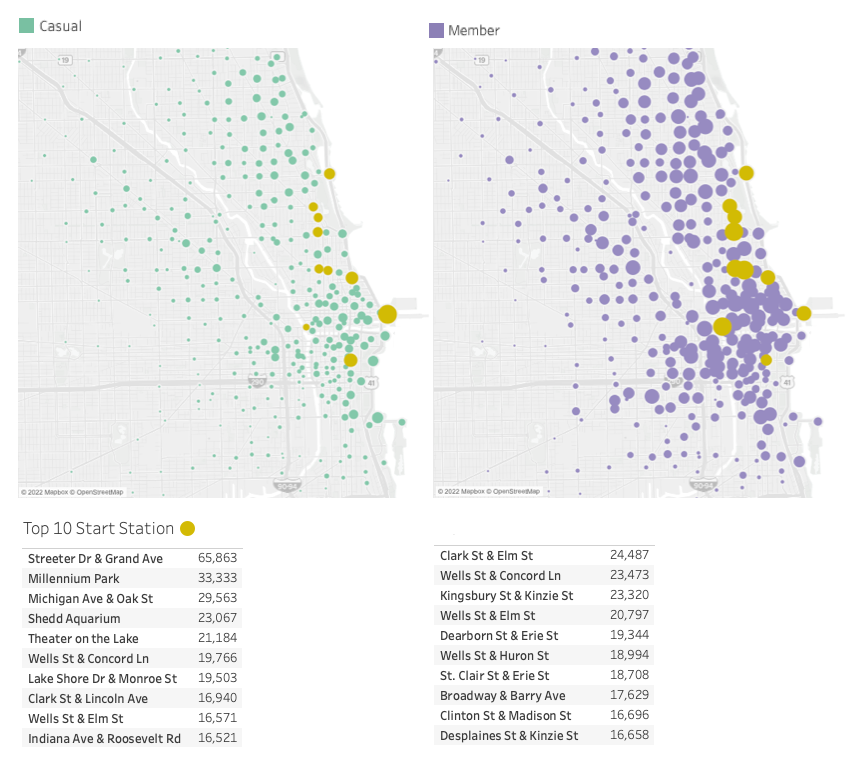 Casual
Member
19
19
41
41
90;94
© 2022 Mapbox © OpenStreetMap
© 2022 Mapbox © OpenStreetMap
Top 10 Start Station
Streeter Dr & Grand Ave 65,863
Millennium Park 33,333
Michigan Ave & Oak St 29,563
Shedd Aquarium 23,067
Theater on the Lake 21,184
Wells St & Concord Ln 19,766
Lake Shore Dr & Monroe St 19,503
Clark St & Lincoln Ave 16,940
Wells St & Elm St 16,571
Indiana Ave & Roosevelt Rd 16,521
Clark St & Elm St 24,487
Wells St & Concord Ln 23,473
Kingsbury St & Kinzie St 23,320
Wells St & Elm St 20,797
Dearborn St & Erie St 19,344
Wells St & Huron St 18,994
St. Clair St & Erie St 18,708
Broadway & Barry Ave 17,629
Clinton St & Madison St 16,696
Desplaines St & Kinzie St 16,658